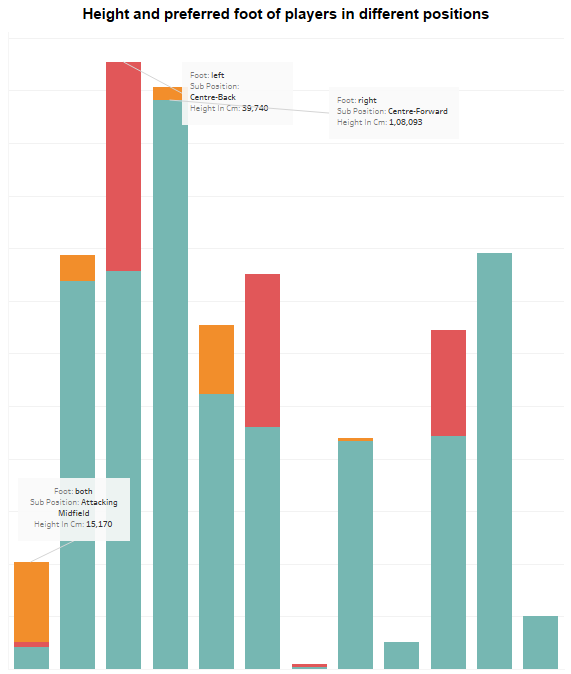 Height and preferred foot of players in different positions
Foot: left
Sub Position:
Centre-Back
Height In Cm: 39,740
Foot: right
Sub Position: Centre-Forward
Height In Cm: 1,08,093
Foot: both
Sub Position: Attacking
Midfield
Height In Cm: 15,170